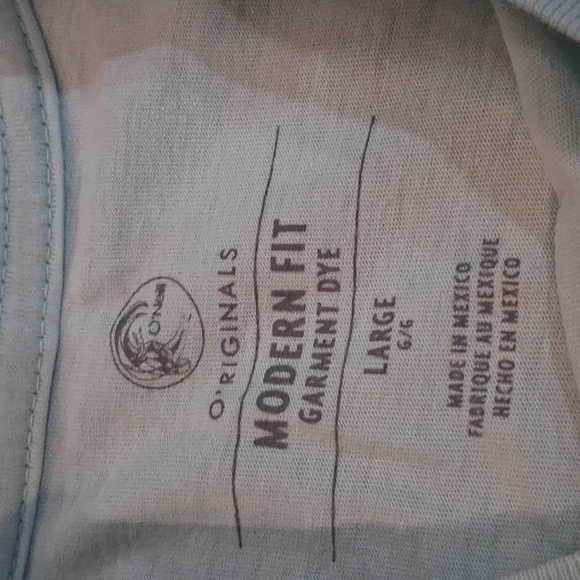 O'NEILL
O'RIGINALS
MODERN FIT
GARMENT DYE
LARGE
G/G
MADE IN MEXICO
FABRIQUE AU MEXIQUE
HECHO EN MEXICO